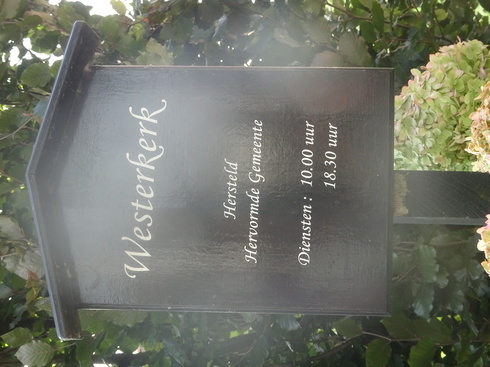 Westerkerk
Hersteld
Hervormde Gemeente
Diensten : 10.00 uur
18.30 uur